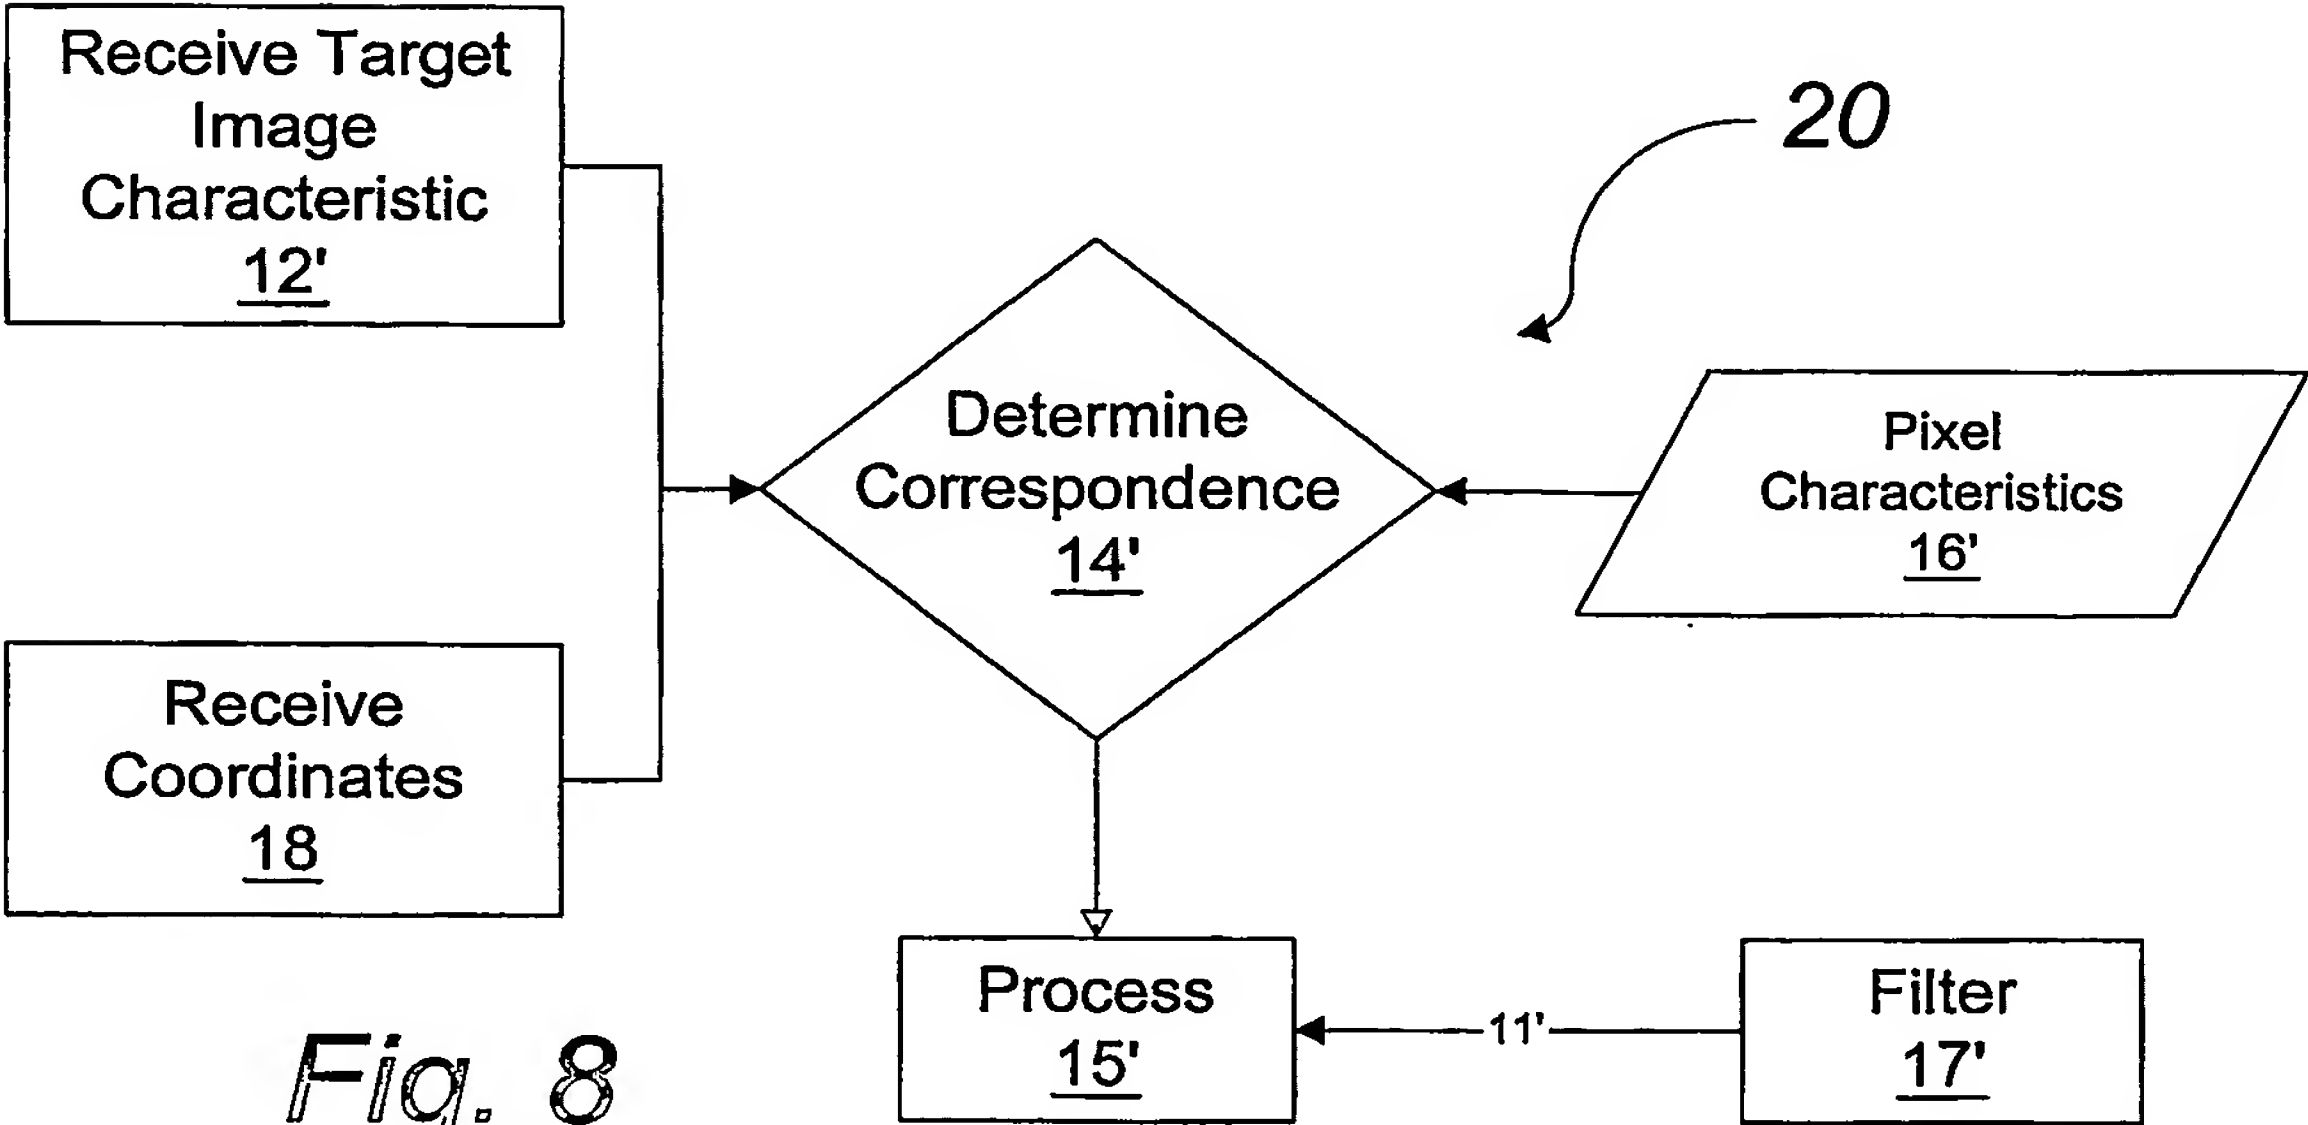 Receive Target
Image
Characteristic
12'
20
Determine
Correspondence
14'
Pixel
Characteristics
16'
Receive
Coordinates
18
Process
15'
11'
Filter
17'
Fig. 8